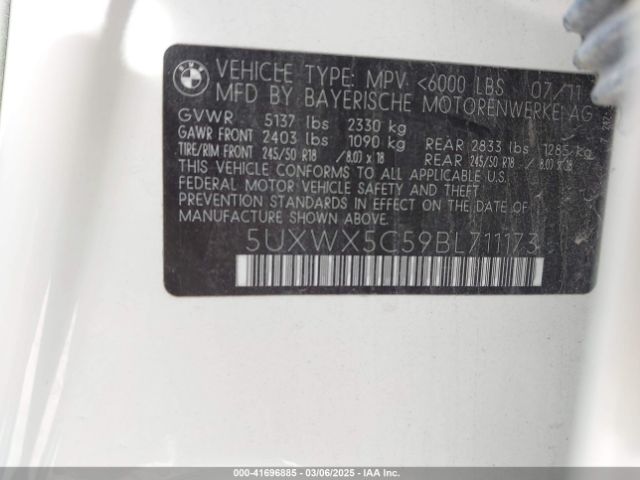 BMW
VEHICLE TYPE: MPV <6000 LBS 07/11
MFD BY BAYERISCHE MOTORENWERKE AG
GVWR 5137 lbs 2330 kg
GAWR FRONT 2403 lbs 1090 kg REAR 2833 lbs 1285 kg
TIRE/RIM FRONT 245/50 R18 / 8.0J x 18 REAR 245/50 R18 / 8.0J x 18
THIS VEHICLE CONFORMS TO ALL APPLICABLE U.S.
FEDERAL MOTOR VEHICLE SAFETY AND THEFT
PREVENTION STANDARDS IN EFFECT ON THE DATE OF
MANUFACTURE SHOWN ABOVE.
5UXWX5C59BL711173
000-41696885 | 03/06/2025 - IAA Inc.